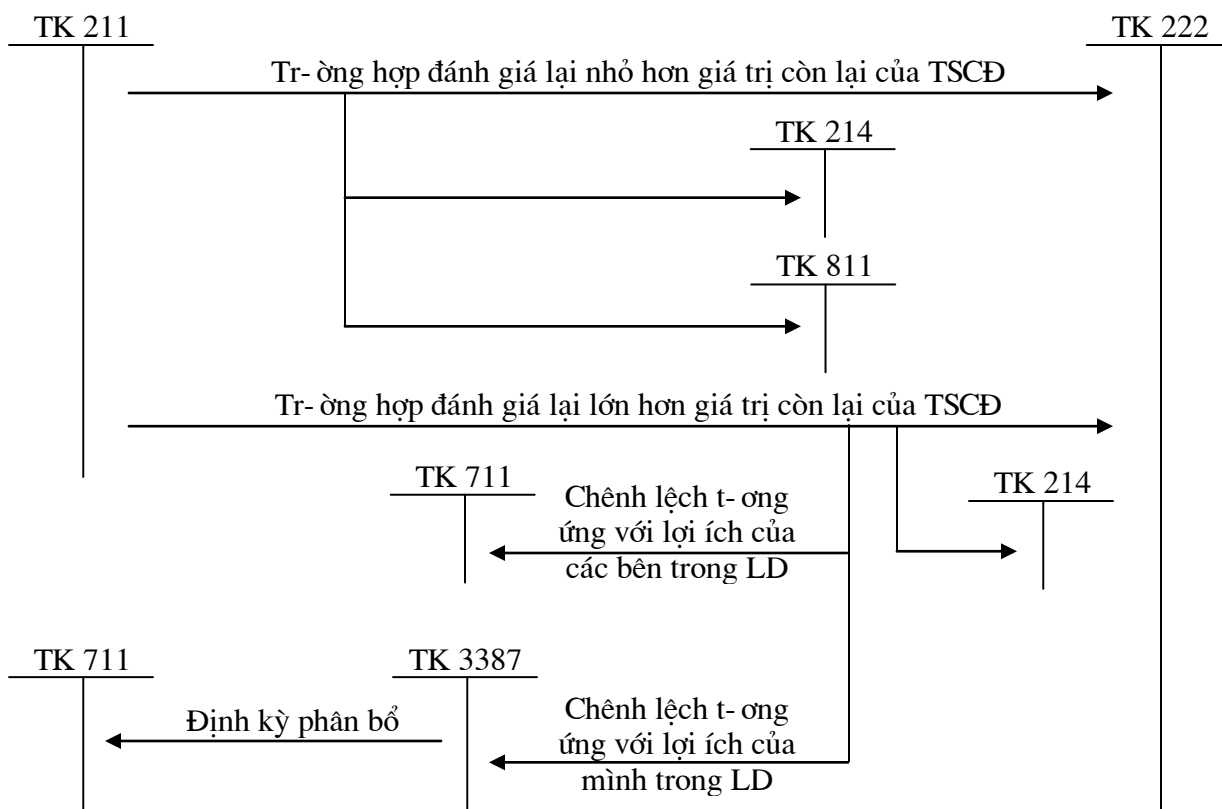 TK 211
TK 222
Tr- ờng hợp đánh giá lại nhỏ hơn giá trị còn lại của TSCĐ
TK 214
TK 811
Tr- ờng hợp đánh giá lại lớn hơn giá trị còn lại của TSCĐ
TK 711
Chênh lệch t- ơng
ứng với lợi ích của
các bên trong LD
TK 214
TK 711
TK 3387
Định kỳ phân bổ
Chênh lệch t- ơng
ứng với lợi ích của
mình trong LD